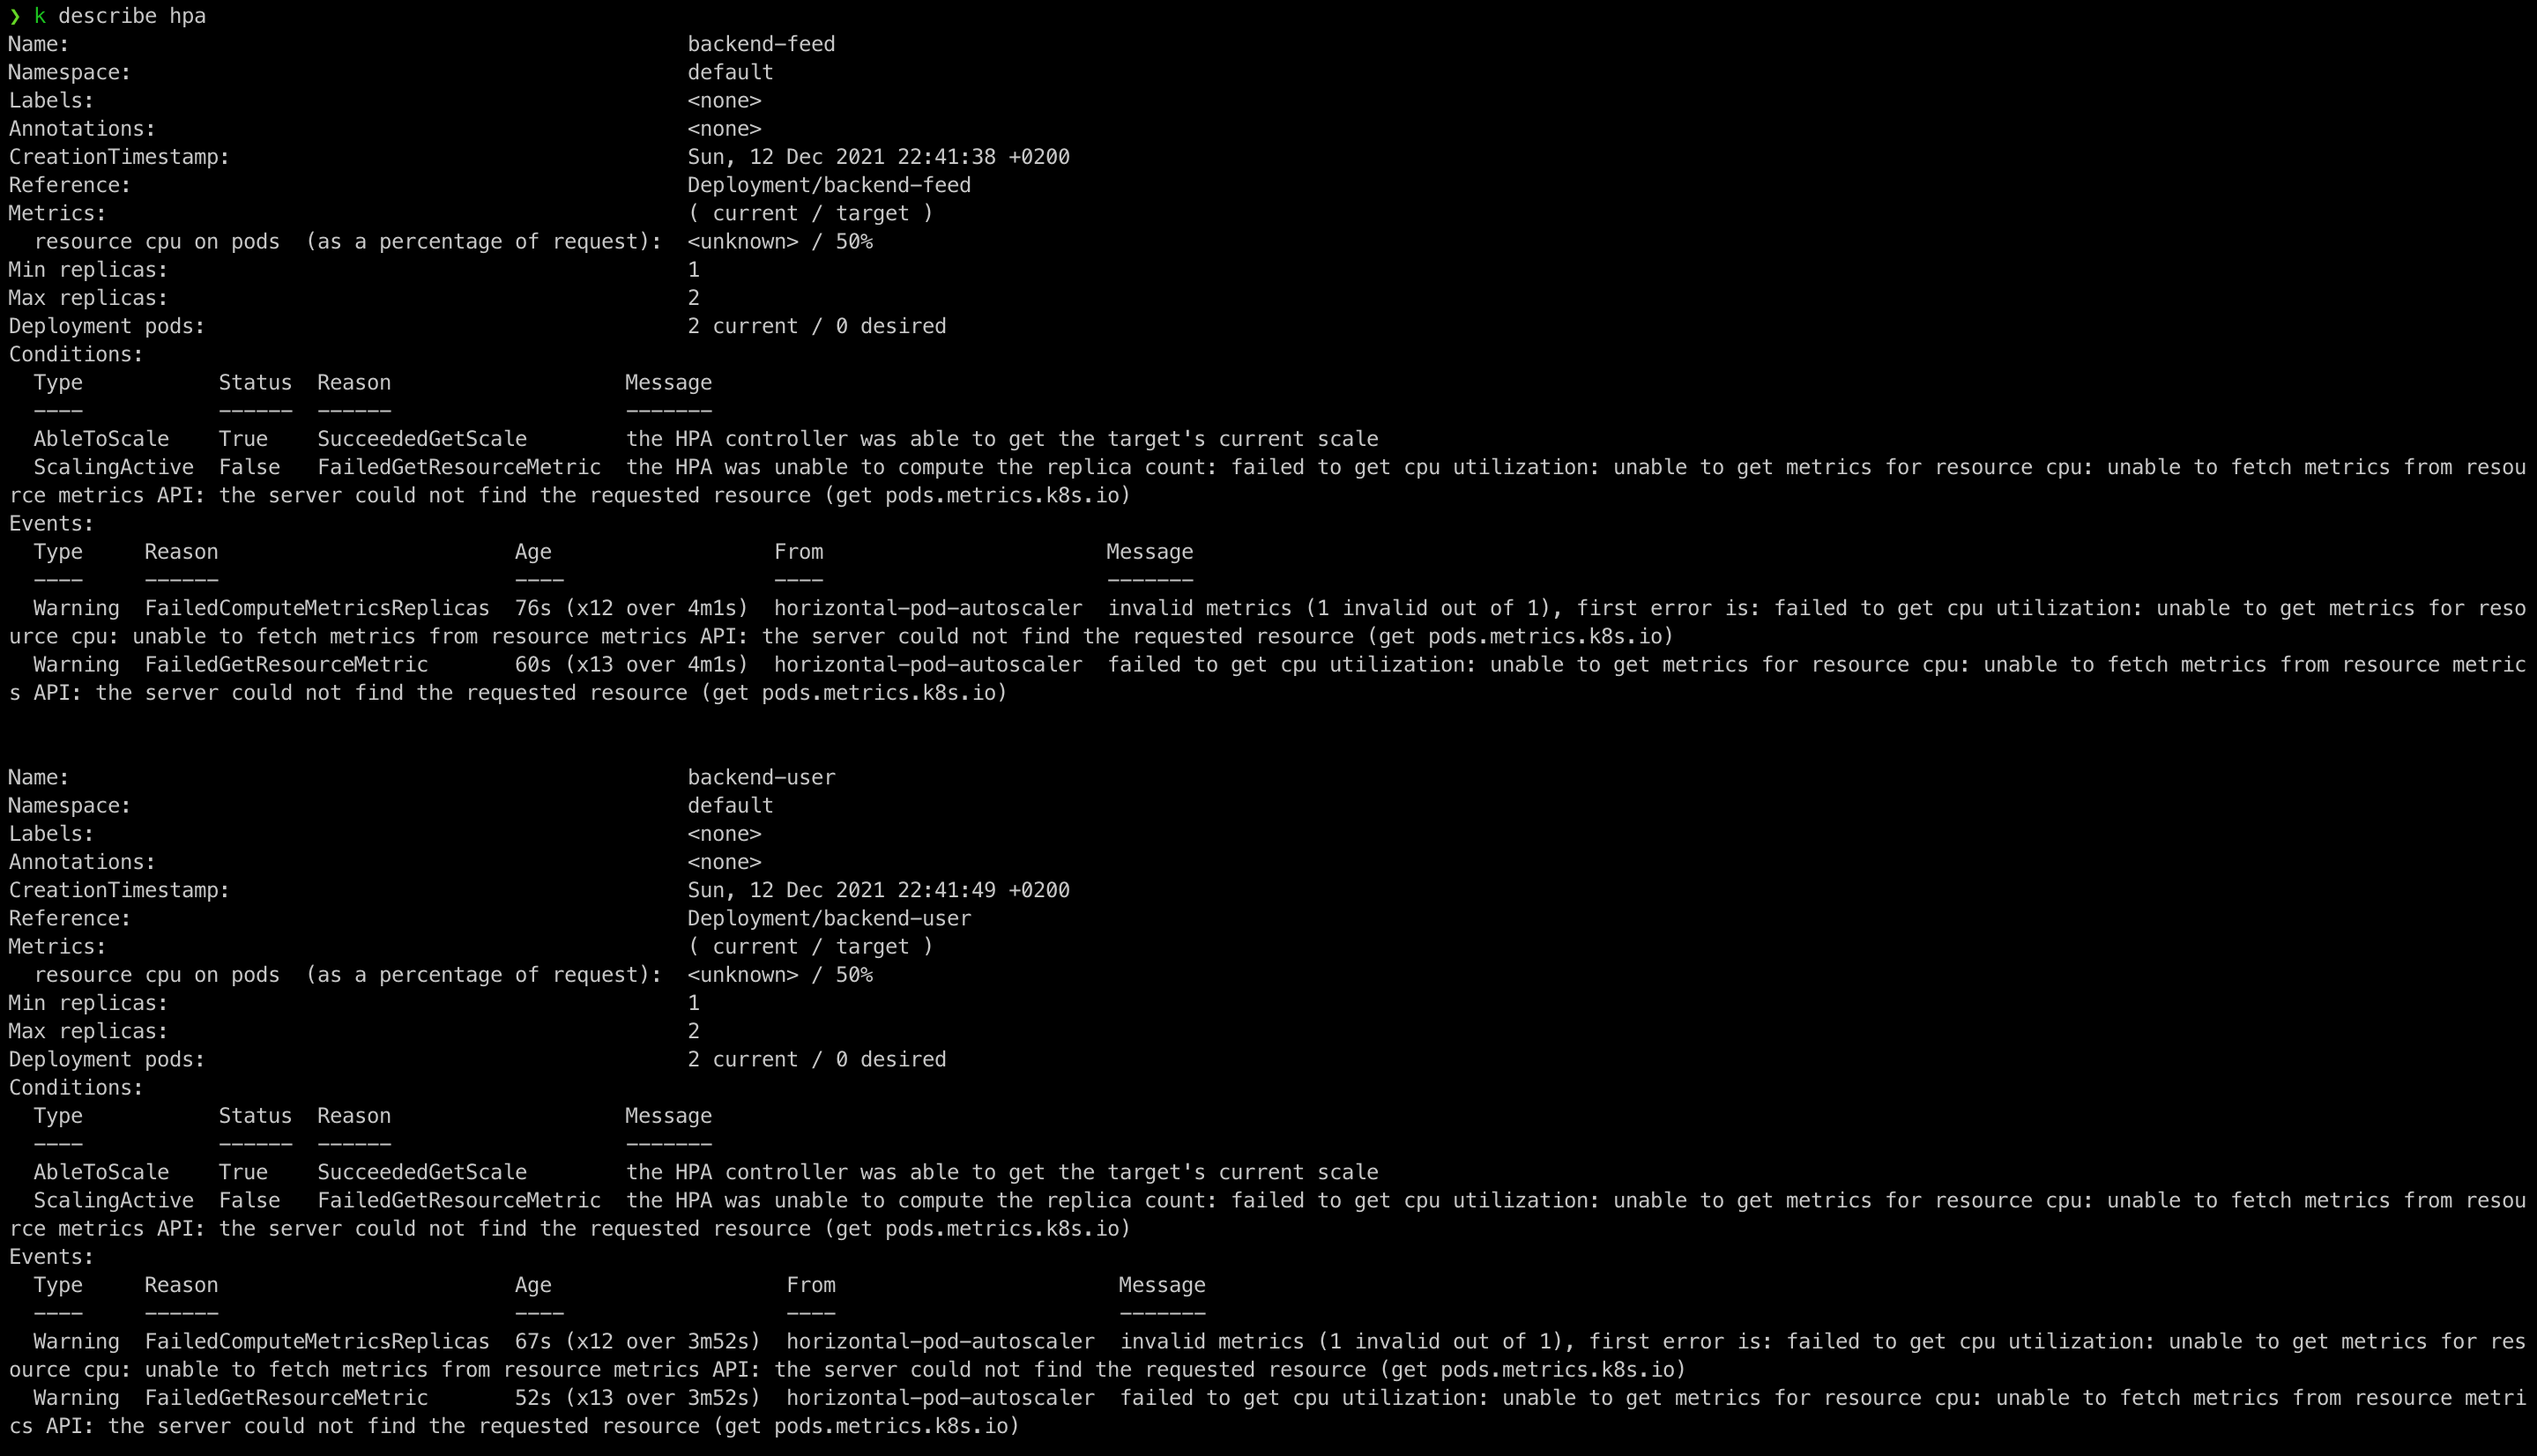 ❯ k describe hpa
Name:                                                  backend-feed
Namespace:                                             default
Labels:                                                <none>
Annotations:                                           <none>
CreationTimestamp:                                     Sun, 12 Dec 2021 22:41:38 +0200
Reference:                                             Deployment/backend-feed
Metrics:                                               ( current / target )
  resource cpu on pods  (as a percentage of request):  <unknown> / 50%
Min replicas:                                          1
Max replicas:                                          2
Deployment pods:                                       2 current / 0 desired
Conditions:
  Type           Status  Reason                   Message
  ----           ------  ------                   -------
  AbleToScale    True    SucceededGetScale        the HPA controller was able to get the target's current scale
  ScalingActive  False   FailedGetResourceMetric  the HPA was unable to compute the replica count: failed to get cpu utilization: unable to get metrics for resource cpu: unable to fetch metrics from resou
rce metrics API: the server could not find the requested resource (get pods.metrics.k8s.io)
Events:
  Type     Reason                        Age                  From                       Message
  ----     ------                        ----                 ----                       -------
  Warning  FailedComputeMetricsReplicas  76s (x12 over 4m1s)  horizontal-pod-autoscaler  invalid metrics (1 invalid out of 1), first error is: failed to get cpu utilization: unable to get metrics for reso
urce cpu: unable to fetch metrics from resource metrics API: the server could not find the requested resource (get pods.metrics.k8s.io)
  Warning  FailedGetResourceMetric       60s (x13 over 4m1s)  horizontal-pod-autoscaler  failed to get cpu utilization: unable to get metrics for resource cpu: unable to fetch metrics from resource metric
s API: the server could not find the requested resource (get pods.metrics.k8s.io)
Name:                                                  backend-user
Namespace:                                             default
Labels:                                                <none>
Annotations:                                           <none>
CreationTimestamp:                                     Sun, 12 Dec 2021 22:41:49 +0200
Reference:                                             Deployment/backend-user
Metrics:                                               ( current / target )
  resource cpu on pods  (as a percentage of request):  <unknown> / 50%
Min replicas:                                          1
Max replicas:                                          2
Deployment pods:                                       2 current / 0 desired
Conditions:
  Type           Status  Reason                   Message
  ----           ------  ------                   -------
  AbleToScale    True    SucceededGetScale        the HPA controller was able to get the target's current scale
  ScalingActive  False   FailedGetResourceMetric  the HPA was unable to compute the replica count: failed to get cpu utilization: unable to get metrics for resource cpu: unable to fetch metrics from resou
rce metrics API: the server could not find the requested resource (get pods.metrics.k8s.io)
Events:
  Type     Reason                        Age                   From                       Message
  ----     ------                        ----                  ----                       -------
  Warning  FailedComputeMetricsReplicas  67s (x12 over 3m52s)  horizontal-pod-autoscaler  invalid metrics (1 invalid out of 1), first error is: failed to get cpu utilization: unable to get metrics for res
ource cpu: unable to fetch metrics from resource metrics API: the server could not find the requested resource (get pods.metrics.k8s.io)
  Warning  FailedGetResourceMetric       52s (x13 over 3m52s)  horizontal-pod-autoscaler  failed to get cpu utilization: unable to get metrics for resource cpu: unable to fetch metrics from resource metri
cs API: the server could not find the requested resource (get pods.metrics.k8s.io)